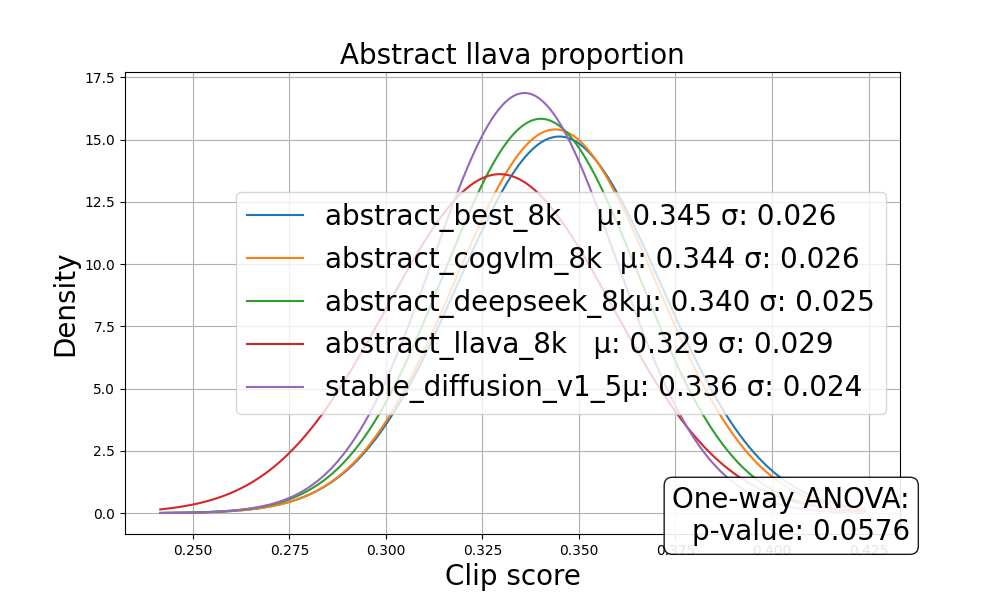 Abstract llava proportion
17.5
15.0
12.5
10.0
7.5
5.0
2.5
0.0
Density
abstract_best_8k μ: 0.345 σ: 0.026
abstract_cogvlm_8k μ: 0.344 σ: 0.026
abstract_deepseek_8kμ: 0.340 σ: 0.025
abstract_llava_8k μ: 0.329 σ: 0.029
stable_diffusion_v1_5μ: 0.336 σ: 0.024
One-way ANOVA:
p-value: 0.0576
0.250 0.275 0.300 0.325 0.350 0.375 0.400 0.425
Clip score